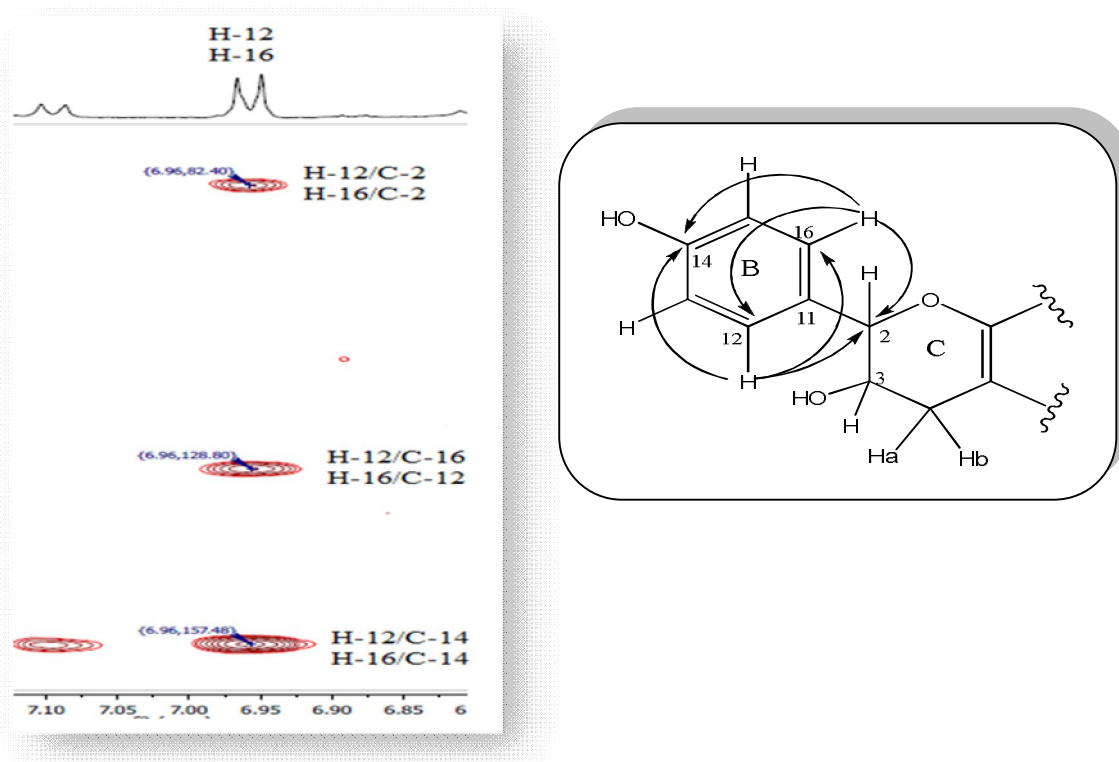 H-12
H-16
(6.96,82.40)
H-12/C-2
H-16/C-2
(6.96,128.80)
H-12/C-16
H-16/C-12
(6.96,157.48)
H-12/C-14
H-16/C-14
7.10 7.05 7.00 6.95 6.90 6.85 6
H
HO
16
H
14
B
H
O
H
12
11
2
C
H
3
HO
H
Ha
Hb